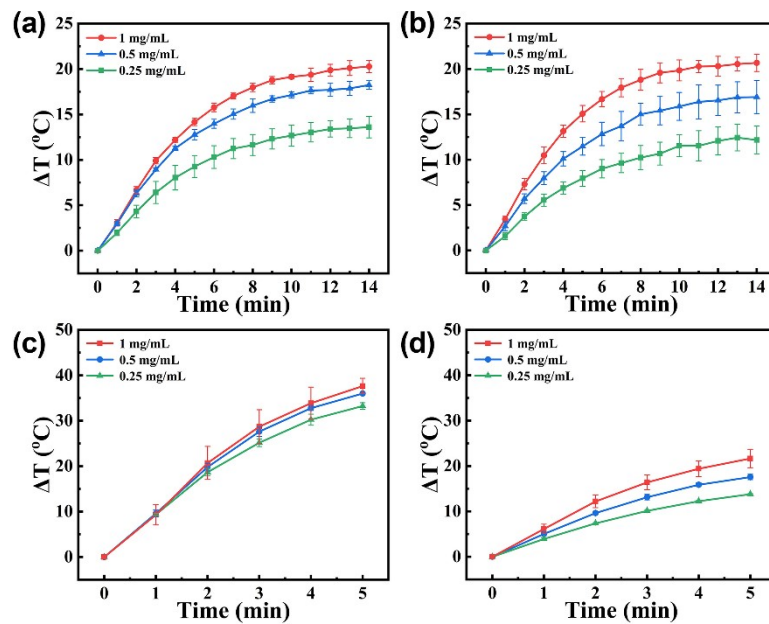 (a)
1 mg/mL
0.5 mg/mL
0.25 mg/mL
ΔT (°C)
25
20
15
10
5
0
0 2 4 6 8 10 12 14
Time (min)
(b)
1 mg/mL
0.5 mg/mL
0.25 mg/mL
ΔT (°C)
25
20
15
10
5
0
0 2 4 6 8 10 12 14
Time (min)
(c)
1 mg/mL
0.5 mg/mL
0.25 mg/mL
ΔT (°C)
50
40
30
20
10
0
0 1 2 3 4 5
Time (min)
(d)
1 mg/mL
0.5 mg/mL
0.25 mg/mL
ΔT (°C)
50
40
30
20
10
0
0 1 2 3 4 5
Time (min)